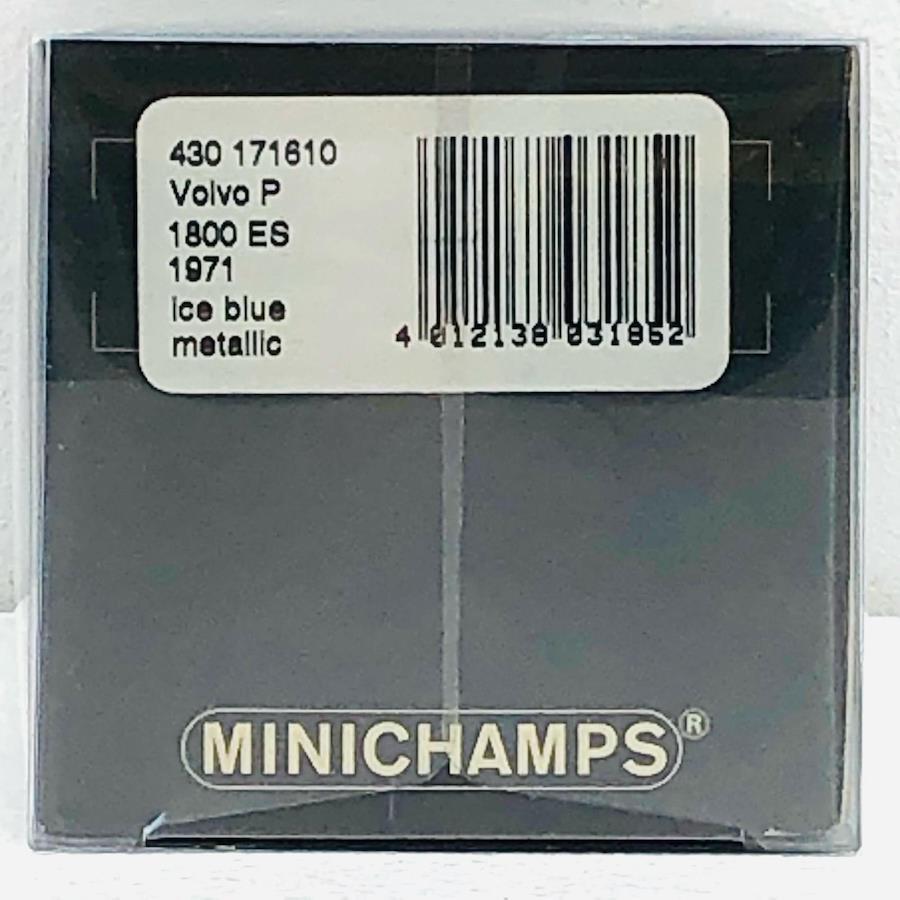 430 171610
Volvo P
1800 ES
1971
ice blue
metallic
4 012138 031852
MINICHAMPS®